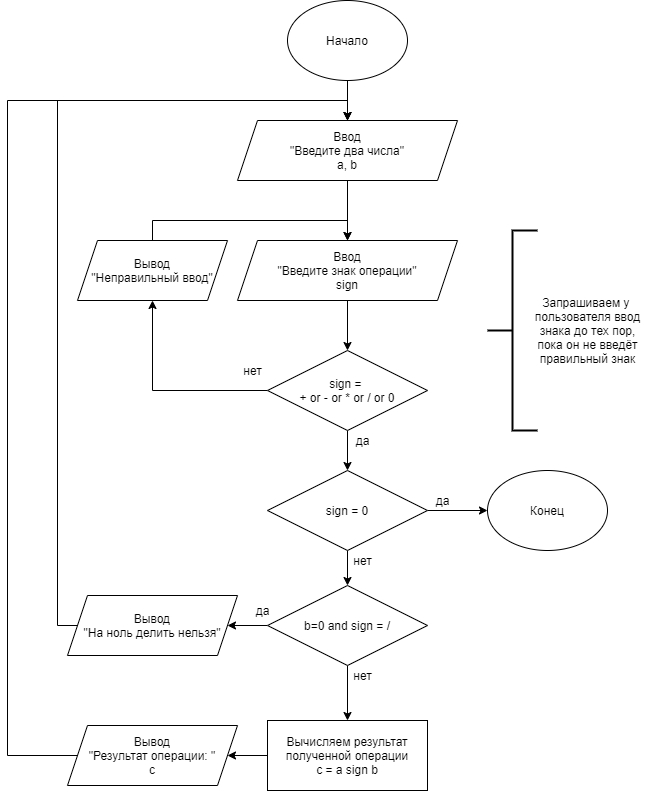 Начало
Ввод
"Введите два числа"
a, b
Вывод
"Неправильный ввод"
Ввод
"Введите знак операции"
sign
Запрашиваем у
пользователя ввод
знака до тех пор,
пока он не введёт
правильный знак
нет
sign =
+ or - or * or / or 0
да
sign = 0
да
Конец
нет
Вывод
"На ноль делить нельзя"
да
b=0 and sign = /
нет
Вывод
"Результат операции: "
c
Вычисляем результат
полученной операции
c = a sign b